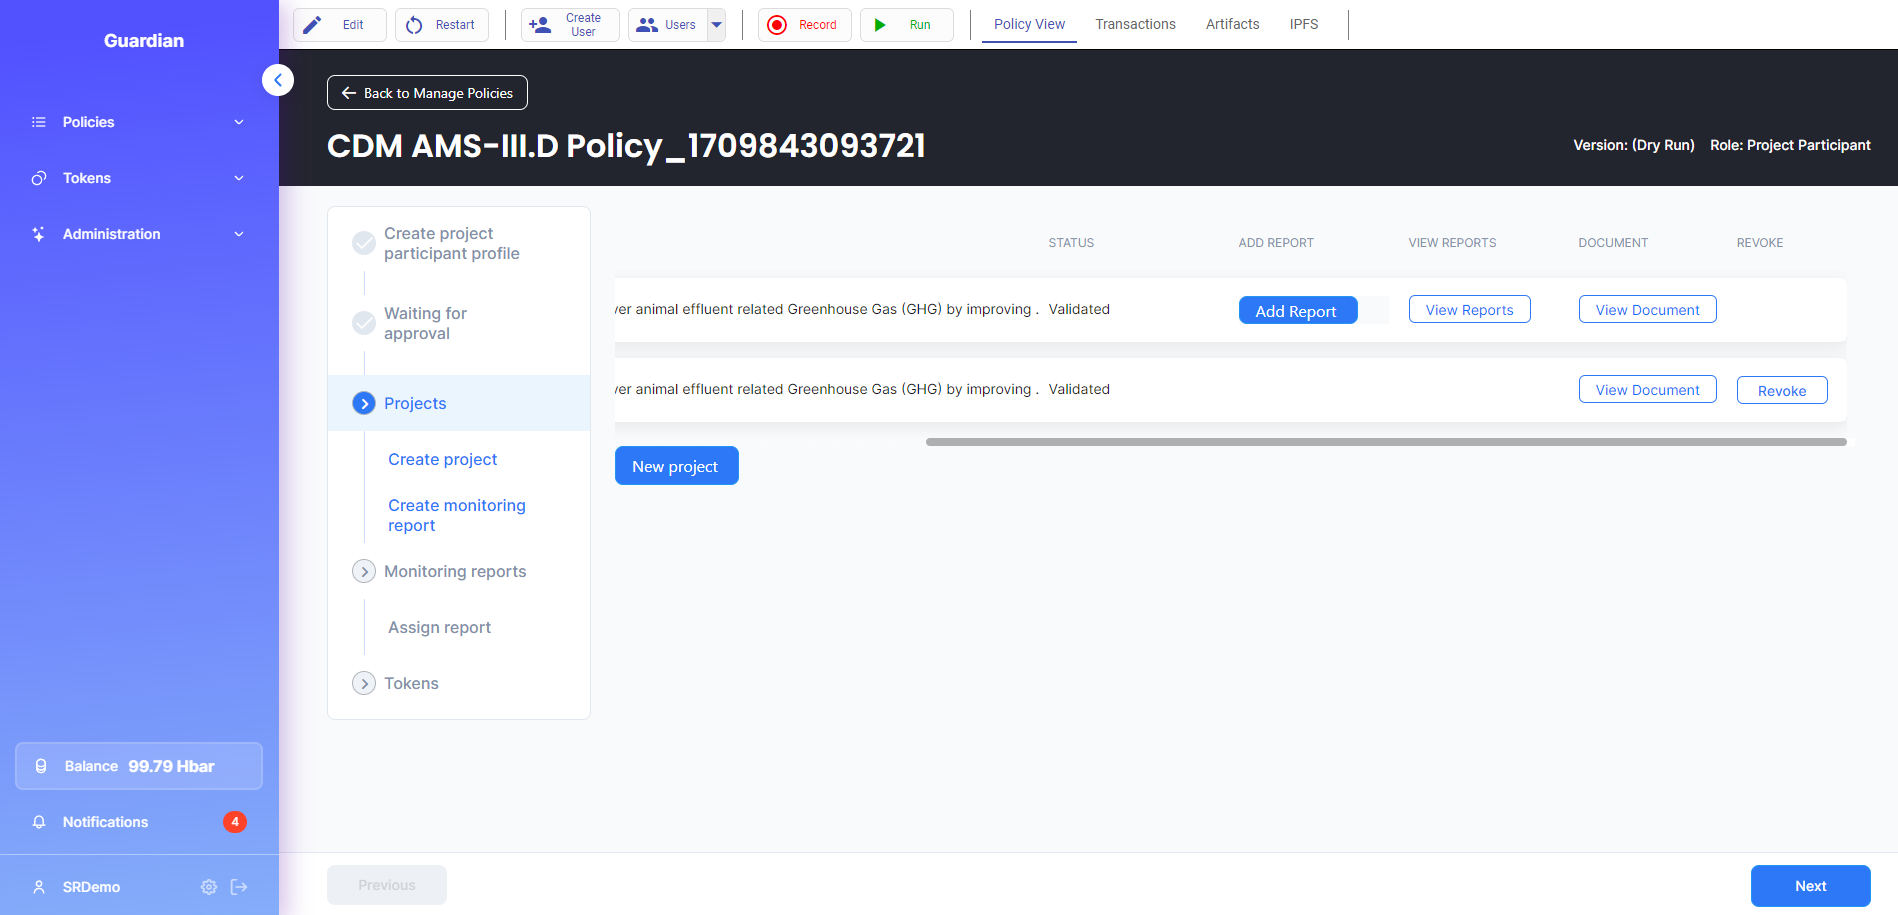 Guardian
Policies
Tokens
Administration
Balance 99.79 Hbar
Notifications 4
SRDemo
Edit
Restart
Create
User
Users
Record
Run
Policy View
Transactions
Artifacts
IPFS
Back to Manage Policies
CDM AMS-III.D Policy_1709843093721
Version: (Dry Run) Role: Project Participant
Create project
participant profile
Waiting for
approval
Projects
Create project
Create monitoring
report
Monitoring reports
Assign report
Tokens
STATUS ADD REPORT VIEW REPORTS DOCUMENT REVOKE
animal effluent related Greenhouse Gas (GHG) by improving . Validated Add Report View Reports View Document
animal effluent related Greenhouse Gas (GHG) by improving . Validated View Document Revoke
New project
Previous
Next